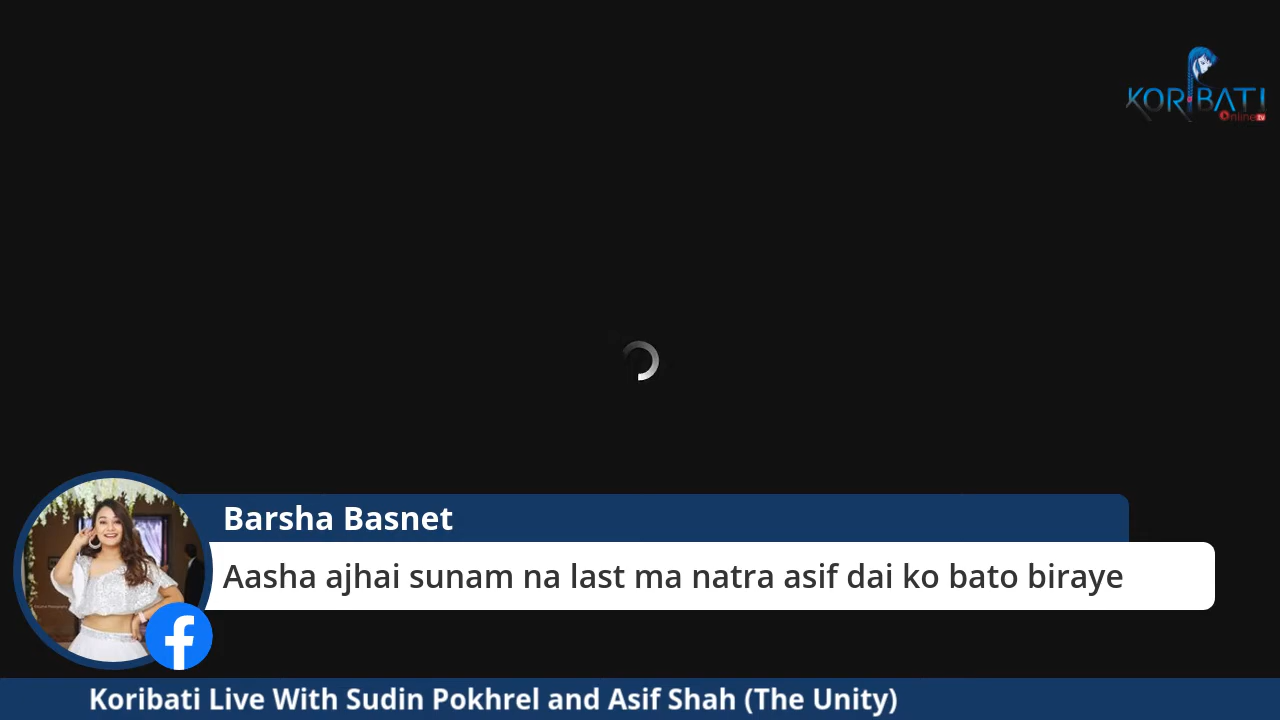 KORIBATI
Online tv
Barsha Basnet
Aasha ajhai sunam na last ma natra asif dai ko bato biraye
Koribati Live With Sudin Pokhrel and Asif Shah (The Unity)